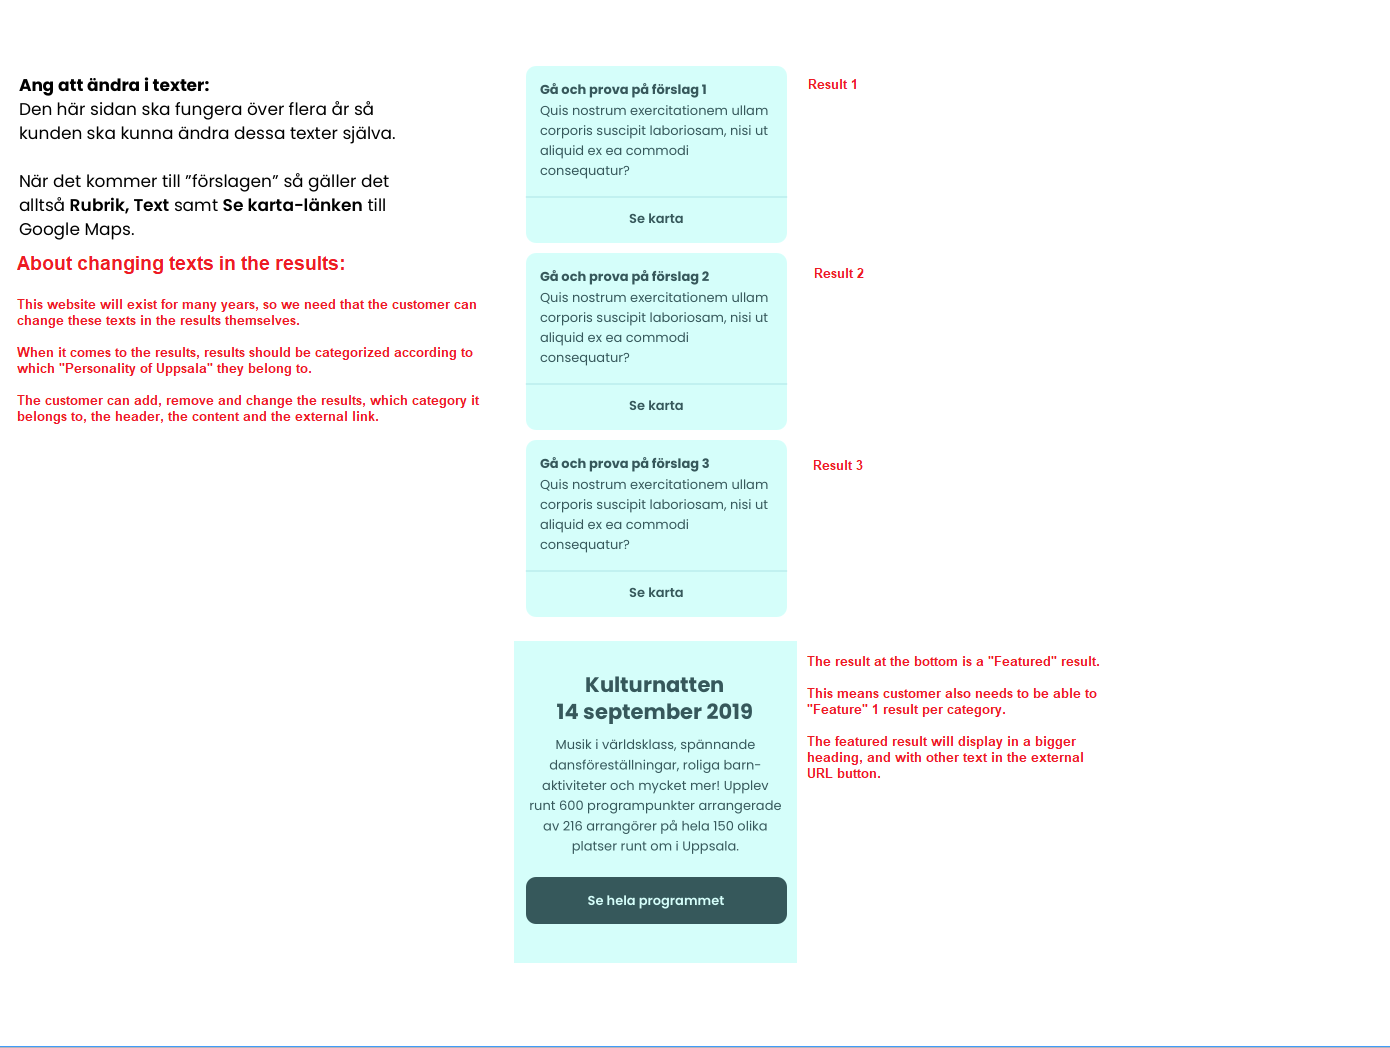 Ang att ändra i texter:
Den här sidan ska fungera över flera år så
kunden ska kunna ändra dessa texter själva.
När det kommer till ”förslagen” så gäller det
alltså Rubrik, Text samt Se karta-länken till
Google Maps.
About changing texts in the results:
This website will exist for many years, so we need that the customer can
change these texts in the results themselves.
When it comes to the results, results should be categorized according to
which "Personality of Uppsala" they belong to.
The customer can add, remove and change the results, which category it
belongs to, the header, the content and the external link.
Gå och prova på förslag 1
Quis nostrum exercitationem ullam
corporis suscipit laboriosam, nisi ut
aliquid ex ea commodi
consequatur?
Se karta
Result 1
Gå och prova på förslag 2
Quis nostrum exercitationem ullam
corporis suscipit laboriosam, nisi ut
aliquid ex ea commodi
consequatur?
Se karta
Result 2
Gå och prova på förslag 3
Quis nostrum exercitationem ullam
corporis suscipit laboriosam, nisi ut
aliquid ex ea commodi
consequatur?
Se karta
Result 3
Kulturnatten
14 september 2019
Musik i världsklass, spännande
dansföreställningar, roliga barn-
aktiviteter och mycket mer! Upplev
runt 600 programpunkter arrangerade
av 216 arrangörer på hela 150 olika
platser runt om i Uppsala.
Se hela programmet
The result at the bottom is a "Featured" result.
This means customer also needs to be able to
"Feature" 1 result per category.
The featured result will display in a bigger
heading, and with other text in the external
URL button.